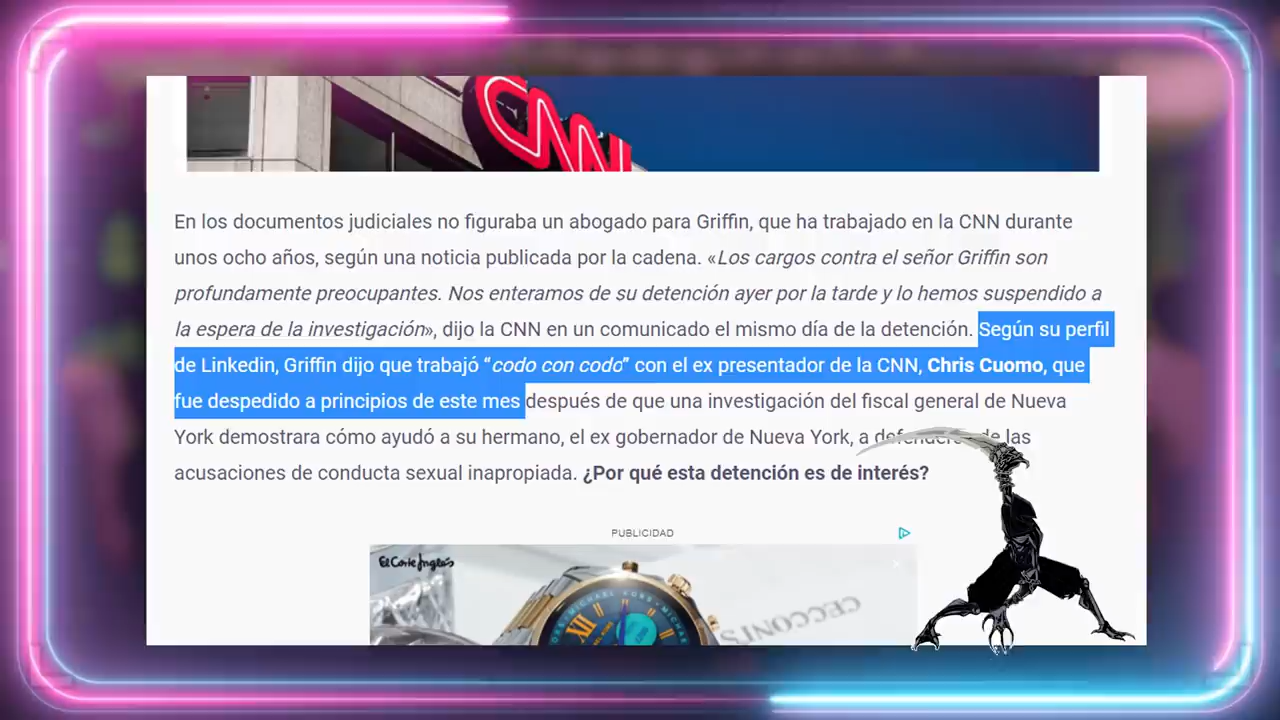 CNN
En los documentos judiciales no figuraba un abogado para Griffin, que ha trabajado en la CNN durante
unos ocho años, según una noticia publicada por la cadena. «Los cargos contra el señor Griffin son
profundamente preocupantes. Nos enteramos de su detención ayer por la tarde y lo hemos suspendido a
la espera de la investigación», dijo la CNN en un comunicado el mismo día de la detención. Según su perfil
de Linkedin, Griffin dijo que trabajó “codo con codo” con el ex presentador de la CNN, Chris Cuomo, que
fue despedido a principios de este mes después de que una investigación del fiscal general de Nueva
York demostrara cómo ayudó a su hermano, el ex gobernador de Nueva York, a defenderse de las
acusaciones de conducta sexual inapropiada. ¿Por qué esta detención es de interés?
PUBLICIDAD
El Corte Inglés
MICHAEL KORS
XII